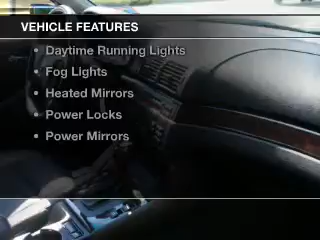 VEHICLE FEATURES
• Daytime Running Lights
• Fog Lights
• Heated Mirrors
• Power Locks
• Power Mirrors